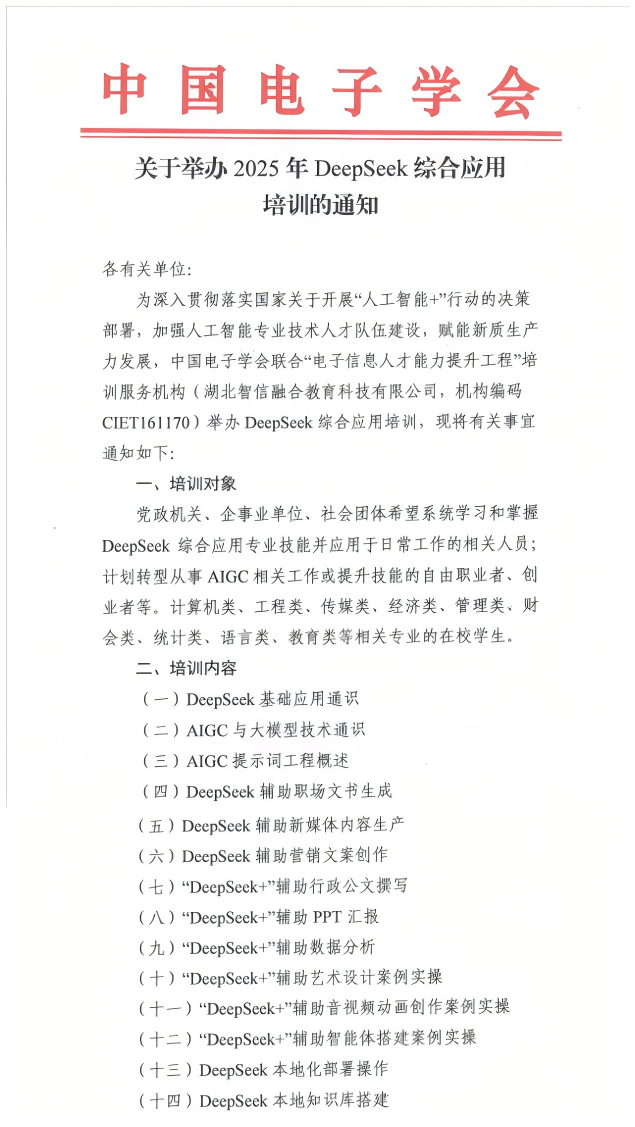 中国电子学会
关于举办 2025 年 DeepSeek 综合应用
培训的通知
各有关单位：
为深入贯彻落实国家关于开展“人工智能+”行动的决策
部署，加强人工智能专业技术人才队伍建设，赋能新质生产
力发展，中国电子学会联合“电子信息人才能力提升工程”培
训服务机构（湖北智信融合教育科技有限公司，机构编码
CIET161170）举办 DeepSeek 综合应用培训，现将有关事宜
通知如下：
一、培训对象
党政机关、企事业单位、社会团体希望系统学习和掌握
DeepSeek 综合应用专业技能并应用于日常工作的相关人员；
计划转型从事 AIGC 相关工作或提升技能的自由职业者、创
业者等。计算机类、工程类、传媒类、经济类、管理类、财
会类、统计类、语言类、教育类等相关专业的在校学生。
二、培训内容
（一）DeepSeek 基础应用通识
（二）AIGC 与大模型技术通识
（三）AIGC 提示词工程概述
（四）DeepSeek 辅助职场文书生成
（五）DeepSeek 辅助新媒体内容生产
（六）DeepSeek 辅助营销文案创作
（七）“DeepSeek+”辅助行政公文撰写
（八）“DeepSeek+”辅助 PPT 汇报
（九）“DeepSeek+”辅助数据分析
（十）“DeepSeek+”辅助艺术设计案例实操
（十一）“DeepSeek+”辅助音视频动画创作案例实操
（十二）“DeepSeek+”辅助智能体搭建案例实操
（十三）DeepSeek 本地化部署操作
（十四）DeepSeek 本地知识库搭建